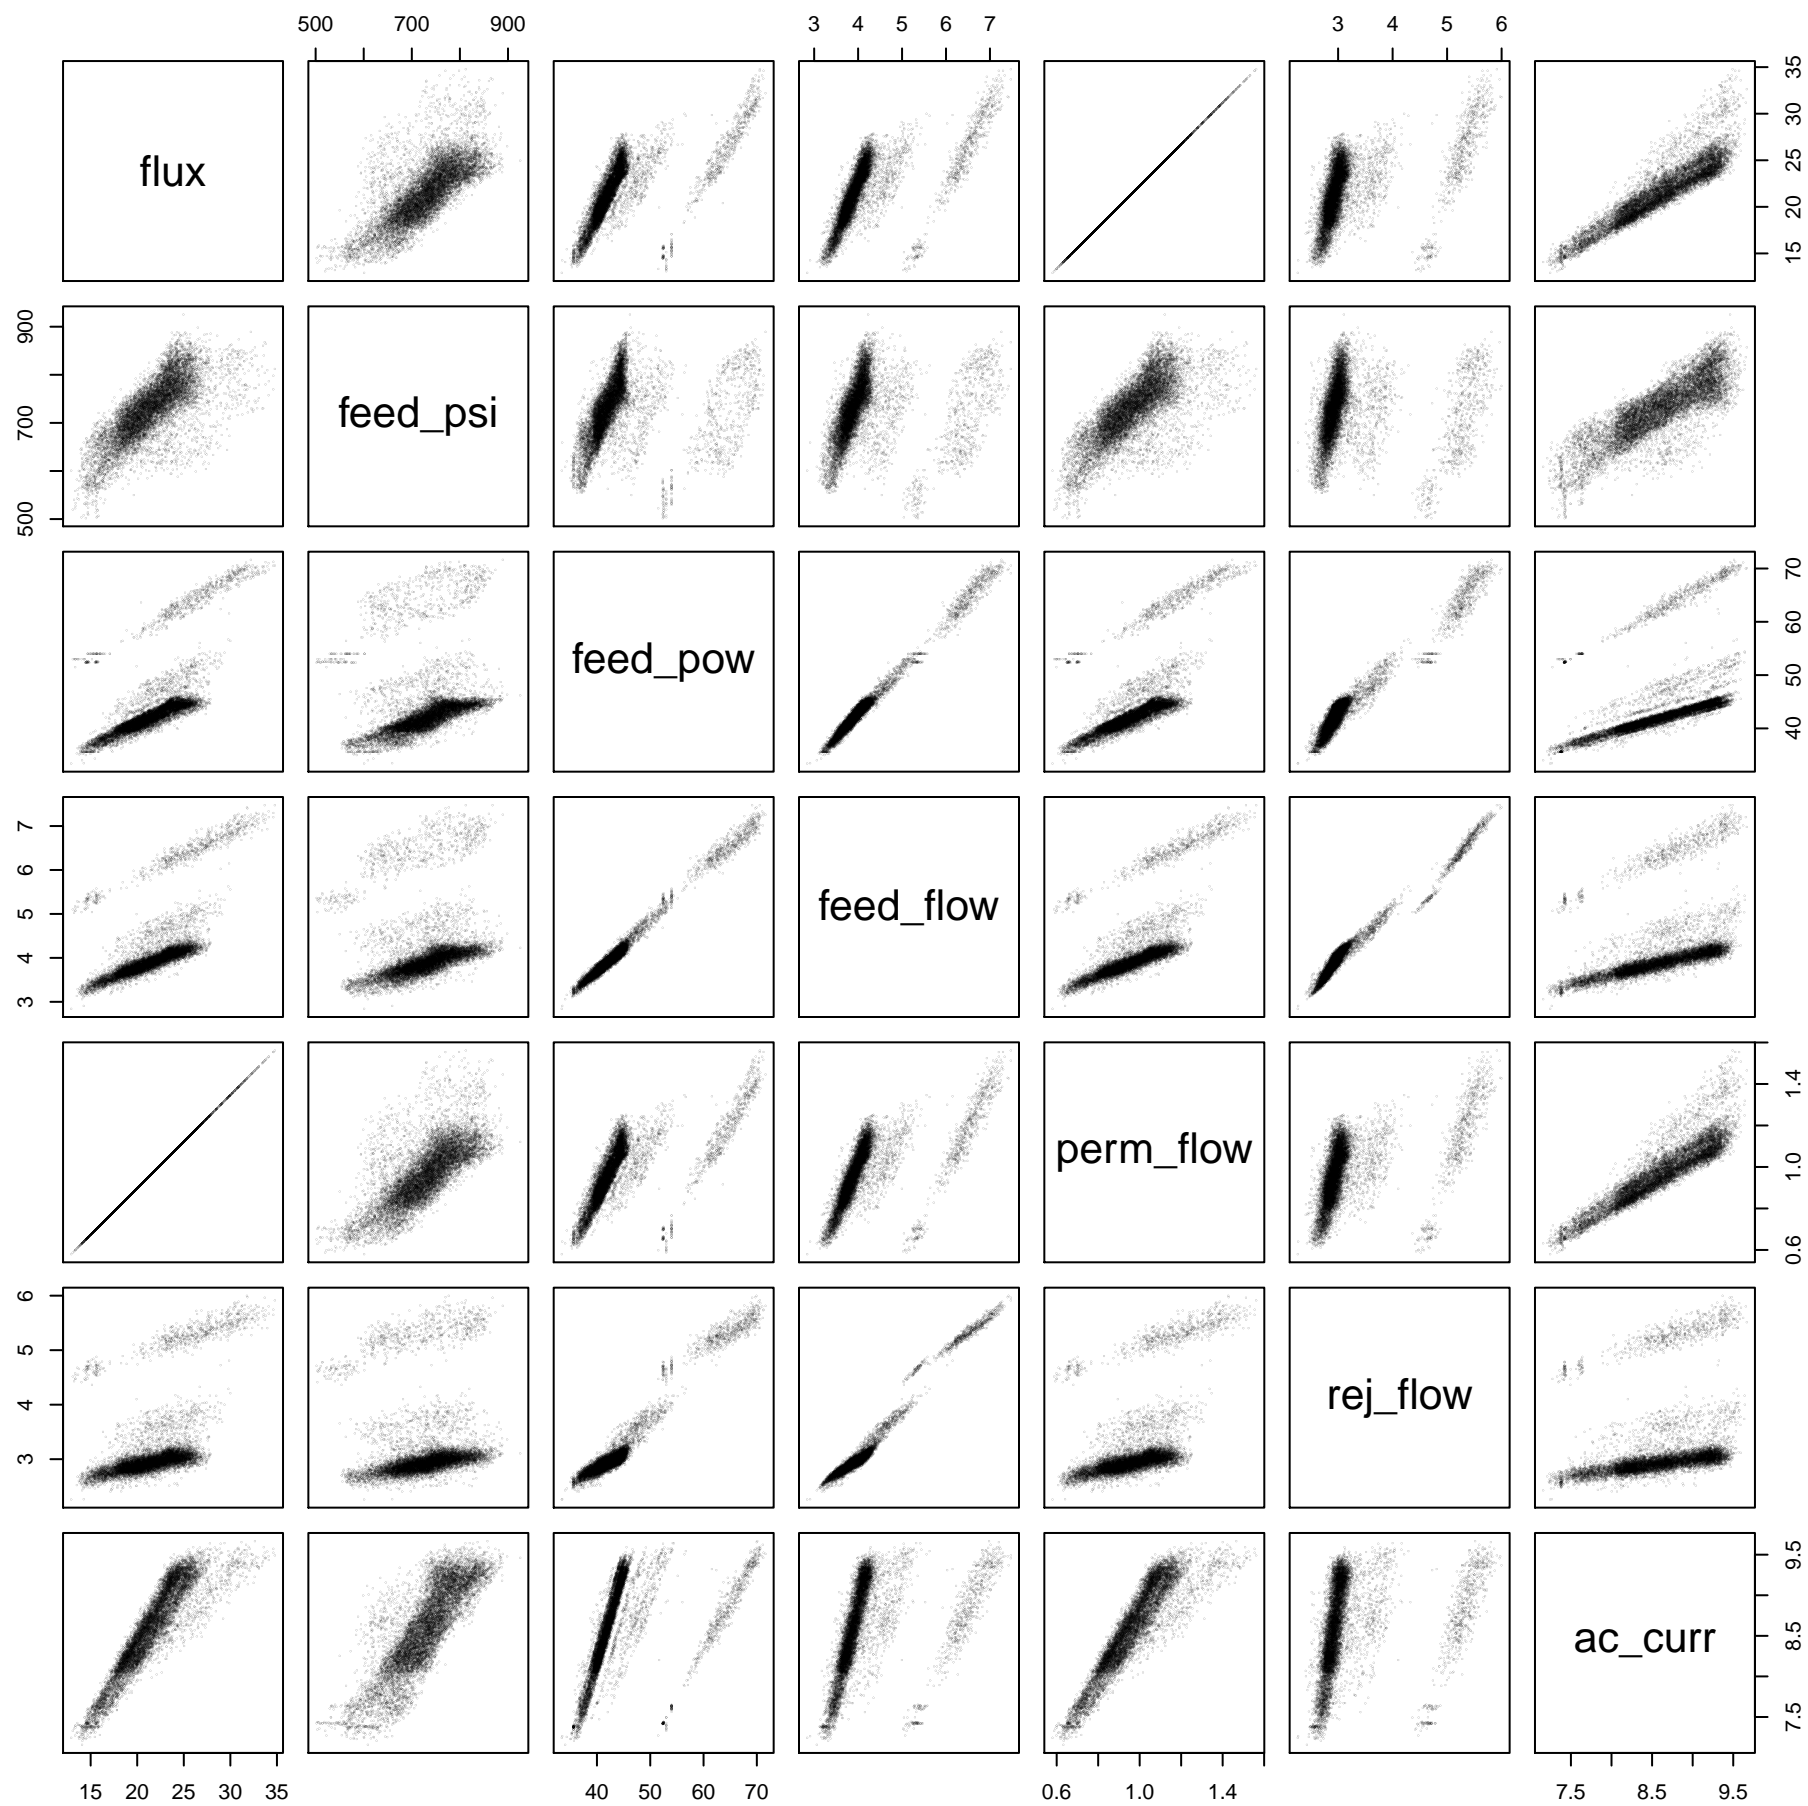 500 700 900 3 4 5 6 7 3 4 5 6
flux
15 20 25 30 35
500 700 900
feed_psi
feed_pow
40 50 60 70
3 4 5 6 7
feed_flow
perm_flow
0.6 1.0 1.4
3 4 5 6
rej_flow
ac_curr
7.5 8.5 9.5
15 20 25 30 35 40 50 60 70 0.6 1.0 1.4 7.5 8.5 9.5